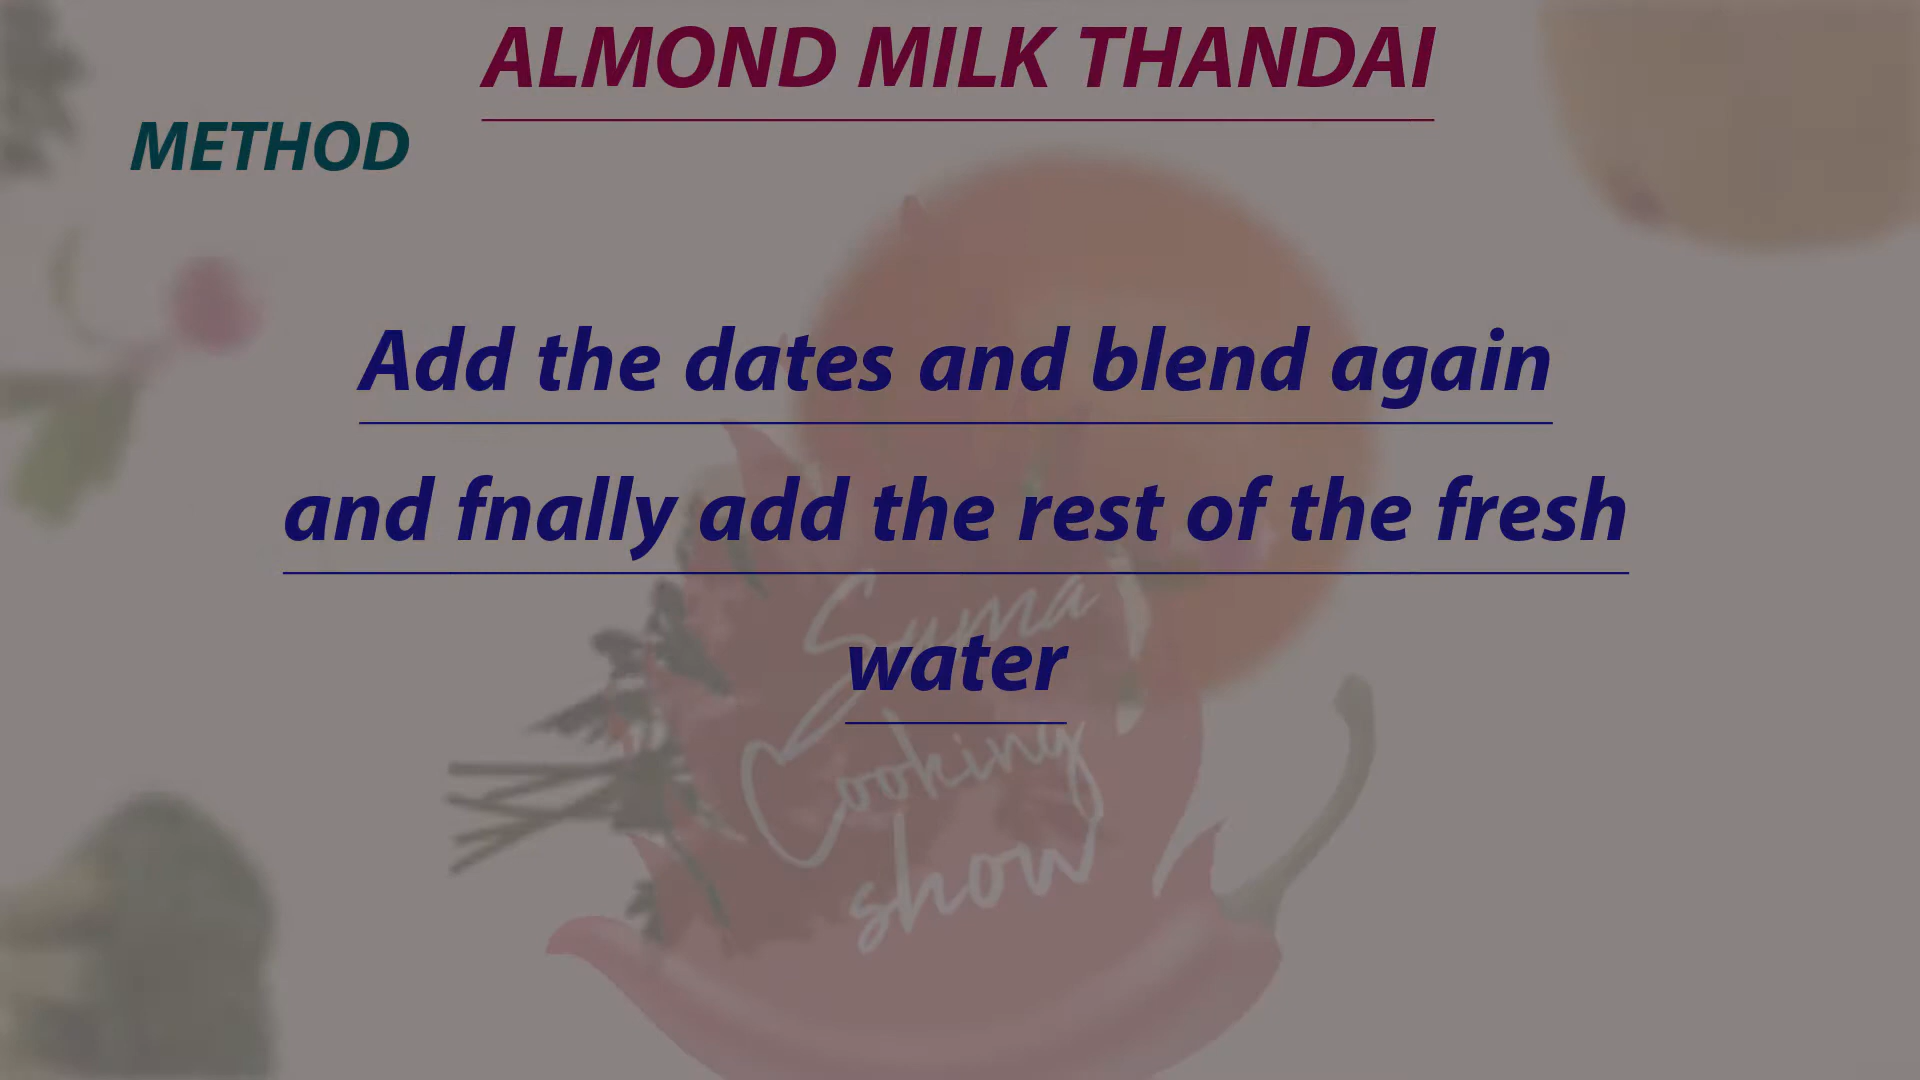 ALMOND MILK THANDAI
METHOD
Add the dates and blend again
and fnally add the rest of the fresh
water
Suma
Cooking
show